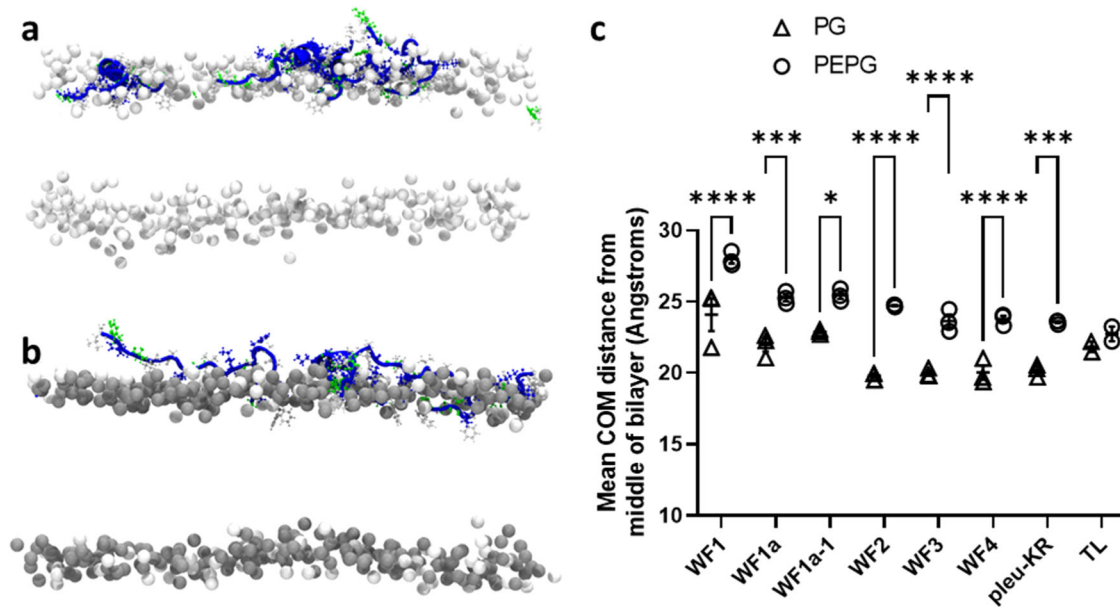 a
b
c
PG
PEPG
****
***
*
****
****
****
***
Mean COM distance from
middle of bilayer (Angstroms)
30
25
20
15
10
WF1
WF1a
WF1a-1
WF2
WF3
WF4
pleu-KR
TL